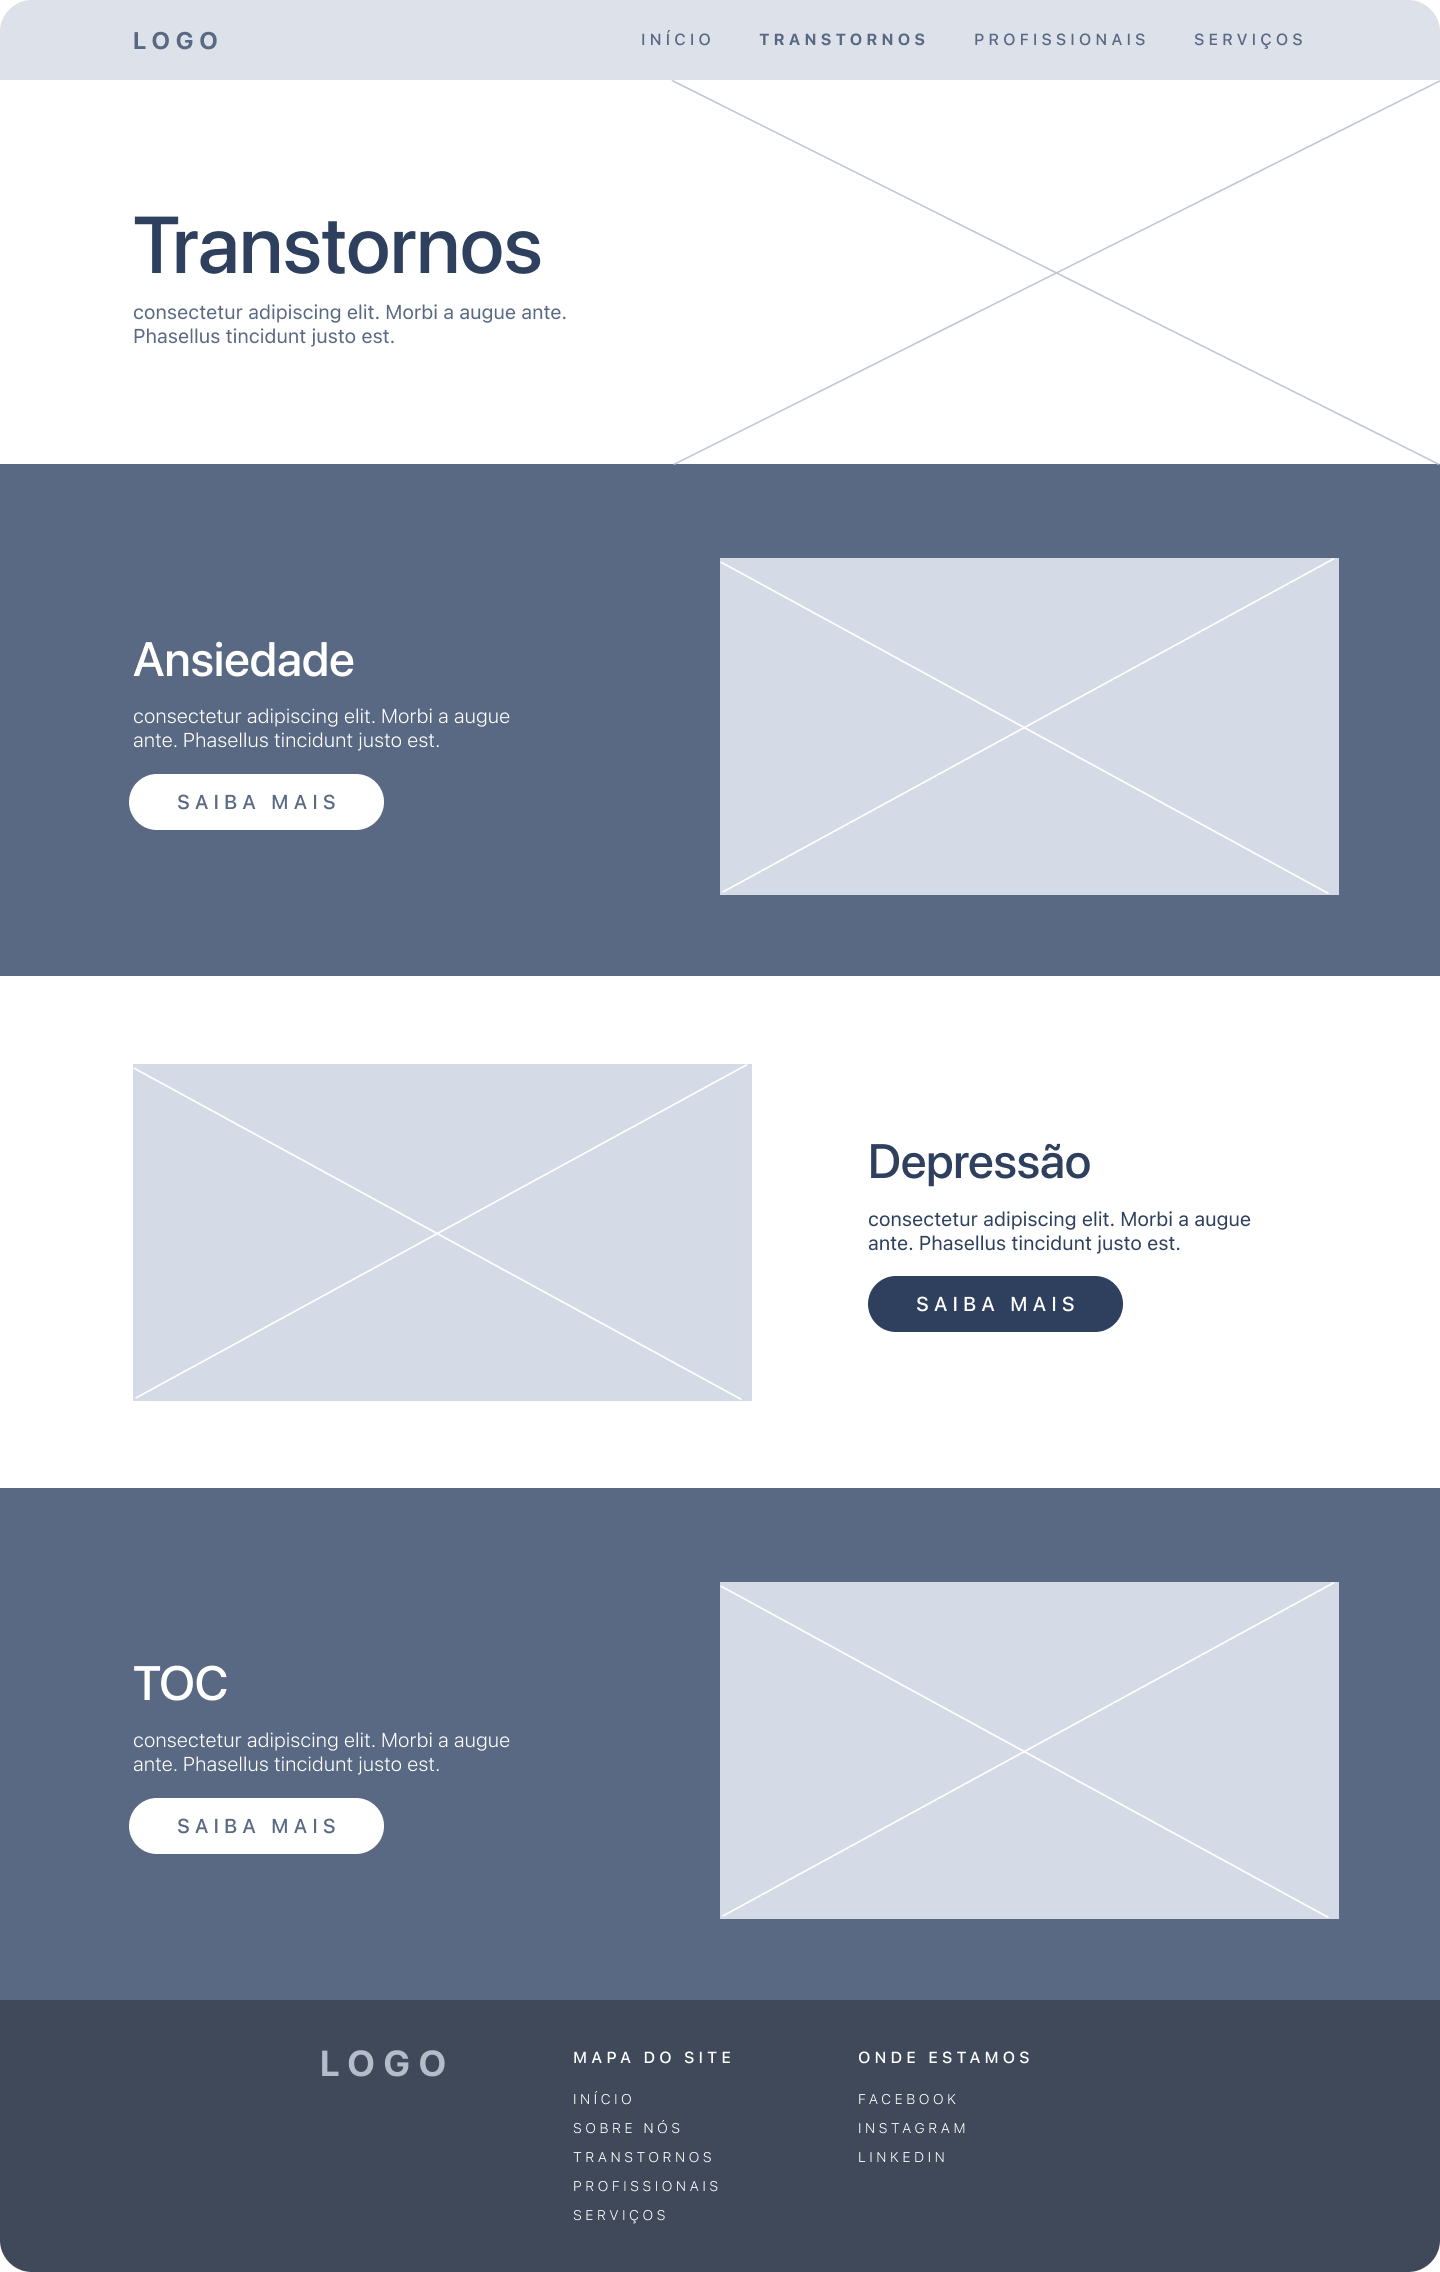 LOGO
INÍCIO TRANSTORNOS PROFISSIONAIS SERVIÇOS
Transtornos
consectetur adipiscing elit. Morbi a augue ante.
Phasellus tincidunt justo est.
Ansiedade
consectetur adipiscing elit. Morbi a augue
ante. Phasellus tincidunt justo est.
SAIBA MAIS
Depressão
consectetur adipiscing elit. Morbi a augue
ante. Phasellus tincidunt justo est.
SAIBA MAIS
TOC
consectetur adipiscing elit. Morbi a augue
ante. Phasellus tincidunt justo est.
SAIBA MAIS
LOGO
MAPA DO SITE
INÍCIO
SOBRE NÓS
TRANSTORNOS
PROFISSIONAIS
SERVIÇOS
ONDE ESTAMOS
FACEBOOK
INSTAGRAM
LINKEDIN